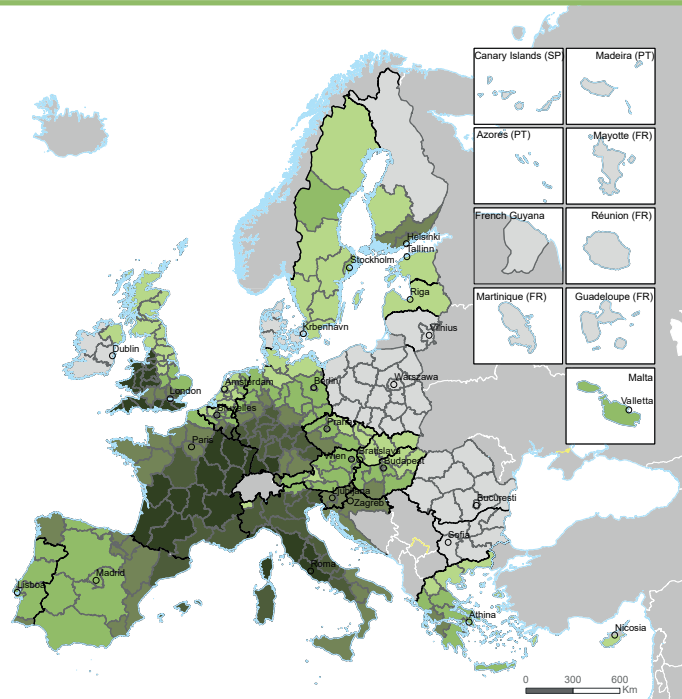 Canary Islands (SP)
Madeira (PT)
Azores (PT)
Mayotte (FR)
French Guyana
Réunion (FR)
Martinique (FR)
Guadeloupe (FR)
Malta
Valletta
Helsinki
Tallinn
Stockholm
Riga
Krbenhavn
Vilnius
Dublin
London
Amsterdam
Berlin
Warszawa
Bruxelles
Praha
Paris
Wien
Bratislava
Budapest
Ljubljana
Zagreb
Bucuresti
Sofia
Roma
Madrid
Lisboa
Athina
Nicosia
0 300 600
Km